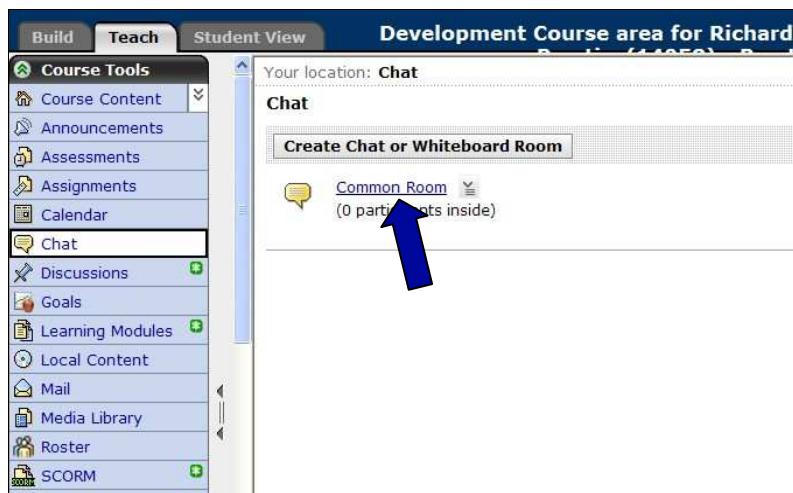 Build Teach Student View Development Course area for Richard
Course Tools
Course Content
Announcements
Assessments
Assignments
Calendar
Chat
Discussions
Goals
Learning Modules
Local Content
Mail
Media Library
Roster
SCORM
Your location: Chat
Chat
Create Chat or Whiteboard Room
Common Room
(0 participants inside)